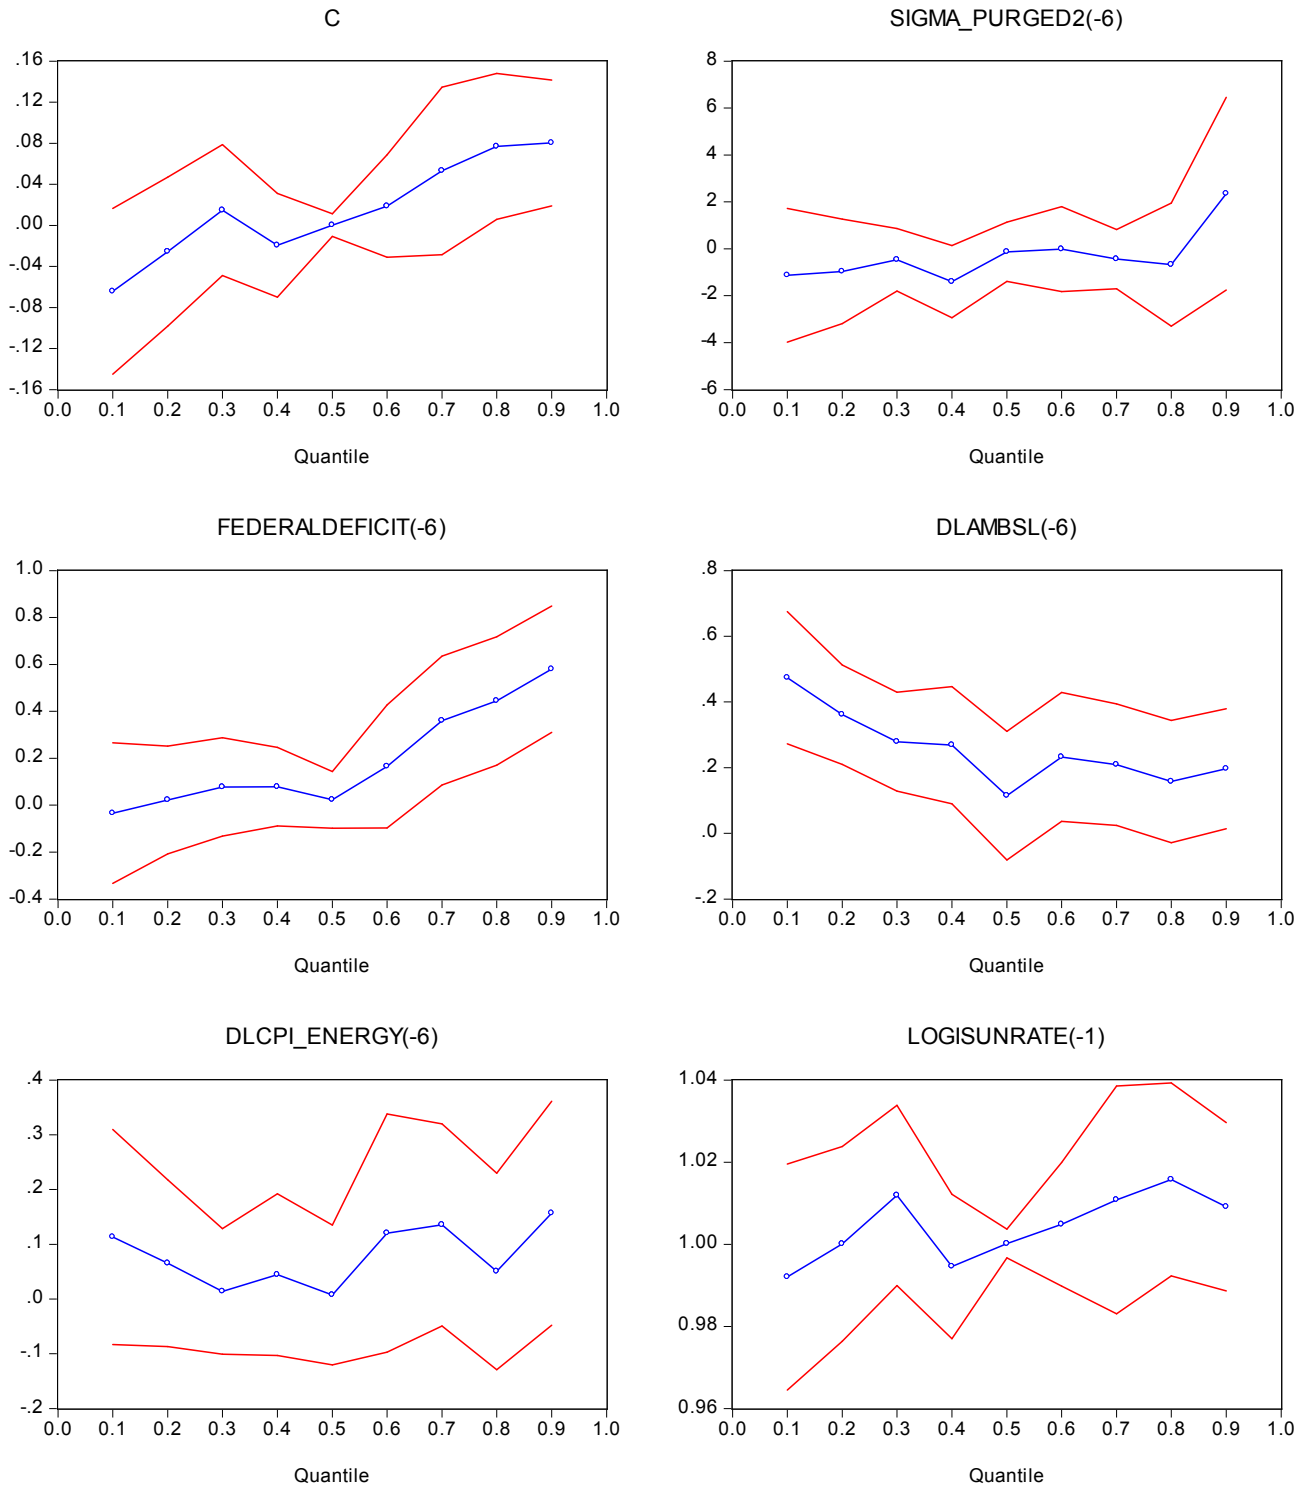 C
.16
.12
.08
.04
.00
-.04
-.08
-.12
-.16
0.0 0.1 0.2 0.3 0.4 0.5 0.6 0.7 0.8 0.9 1.0
Quantile
SIGMA_PURGED2(-6)
8
6
4
2
0
-2
-4
-6
0.0 0.1 0.2 0.3 0.4 0.5 0.6 0.7 0.8 0.9 1.0
Quantile
FEDERALDEFICIT(-6)
1.0
0.8
0.6
0.4
0.2
0.0
-0.2
-0.4
0.0 0.1 0.2 0.3 0.4 0.5 0.6 0.7 0.8 0.9 1.0
Quantile
DLAMBSL(-6)
.8
.6
.4
.2
.0
-.2
0.0 0.1 0.2 0.3 0.4 0.5 0.6 0.7 0.8 0.9 1.0
Quantile
DLCPI_ENERGY(-6)
.4
.3
.2
.1
.0
-.1
-.2
0.0 0.1 0.2 0.3 0.4 0.5 0.6 0.7 0.8 0.9 1.0
Quantile
LOGISUNRATE(-1)
1.04
1.02
1.00
0.98
0.96
0.0 0.1 0.2 0.3 0.4 0.5 0.6 0.7 0.8 0.9 1.0
Quantile